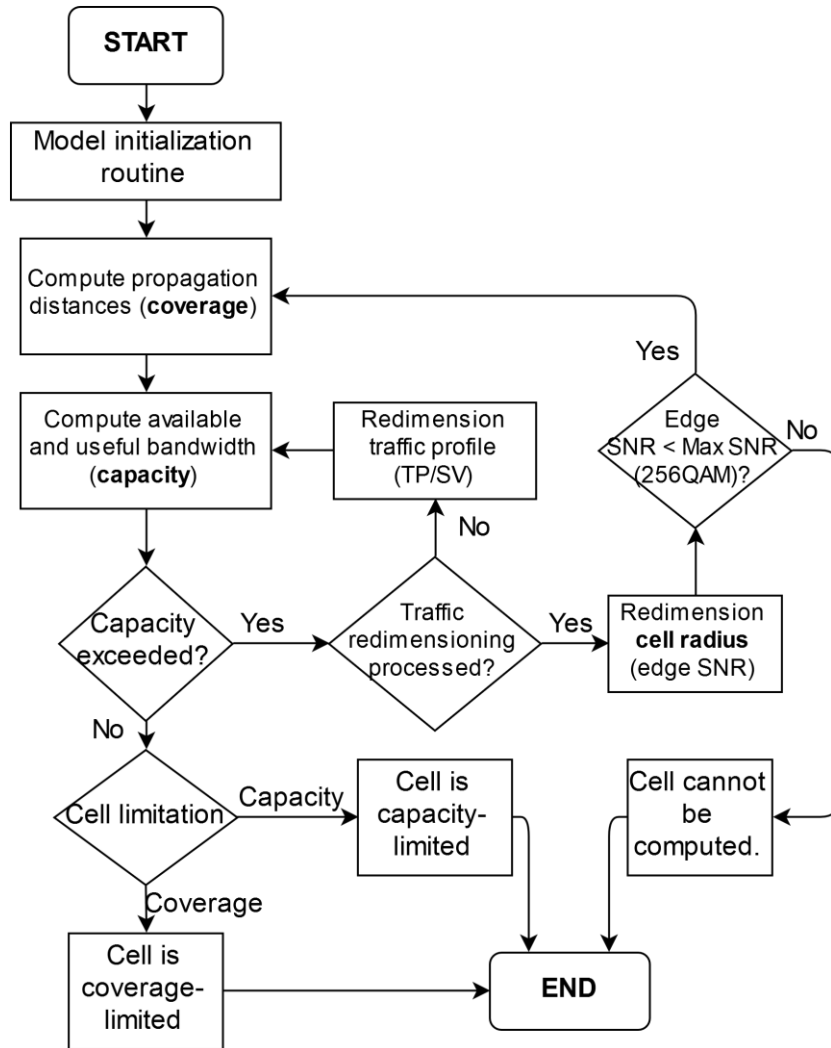 START
Model initialization
routine
Compute propagation
distances (coverage)
Compute available
and useful bandwidth
(capacity)
Redimension
traffic profile
(TP/SV)
Yes
Edge
SNR < Max SNR
(256QAM)?
No
No
Capacity
exceeded?
Yes
Traffic
redimensioning
processed?
Yes
Redimension
cell radius
(edge SNR)
No
Cell limitation
Capacity
Cell is
capacity-
limited
Cell cannot
be
computed.
Coverage
Cell is
coverage-
limited
END